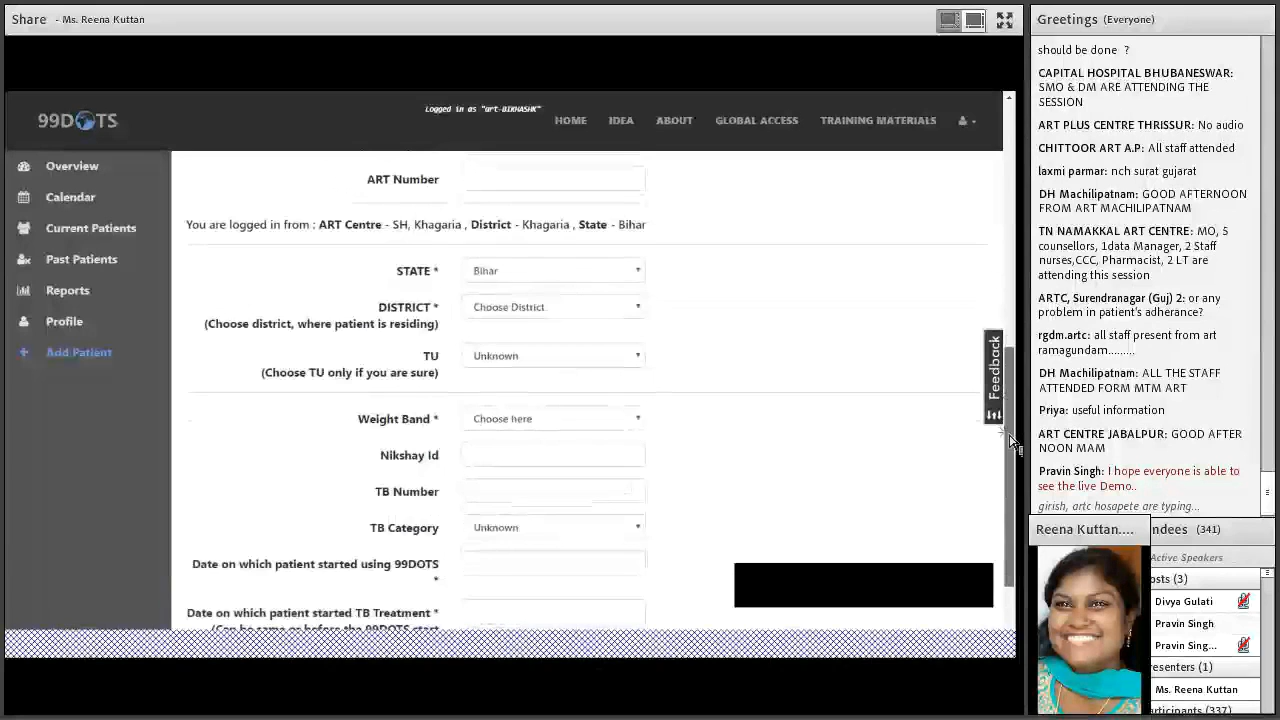 Share - Ms. Reena Kuttan
99DOTS
Logged in as "art-BIKHASHK"
HOME IDEA ABOUT GLOBAL ACCESS TRAINING MATERIALS
Overview
Calendar
Current Patients
Past Patients
Reports
Profile
+ Add Patient
ART Number
You are logged in from : ART Centre - SH, Khagaria , District - Khagaria , State - Bihar
STATE * Bihar
DISTRICT * Choose District
(Choose district, where patient is residing)
TU Unknown
(Choose TU only if you are sure)
Weight Band * Choose here
Nikshay Id
TB Number
TB Category Unknown
Date on which patient started using 99DOTS
*
Date on which patient started TB Treatment *
(Can be same or before the 99DOTS start
Feedback
Greetings (Everyone)
should be done ?
CAPITAL HOSPITAL BHUBANESWAR:
SMO & DM ARE ATTENDING THE
SESSION
ART PLUS CENTRE THRISSUR: No audio
CHITTOOR ART A.P: All staff attended
laxmi parmar: nch surat gujarat
DH Machilipatnam: GOOD AFTERNOON
FROM ART MACHILIPATNAM
TN NAMAKKAL ART CENTRE: MO, 5
counsellors, 1data Manager, 2 Staff
nurses,CCC, Pharmacist, 2 LT are
attending this session
ARTC, Surendranagar (Guj) 2: or any
problem in patient's adherance?
rgdm.artc: all staff present from art
ramagundam.........
DH Machilipatnam: ALL THE STAFF
ATTENDED FORM MTM ART
Priya: useful information
ART CENTRE JABALPUR: GOOD AFTER
NOON MAM
Pravin Singh: I hope everyone is able to
see the live Demo..
girish, artc hosapete are typing...
Reena Kuttan....
ndees (341)
Active Speakers
osts (3)
Divya Gulati
Pravin Singh
Pravin Sing...
resenters (1)
Ms. Reena Kuttan
articipants (337)